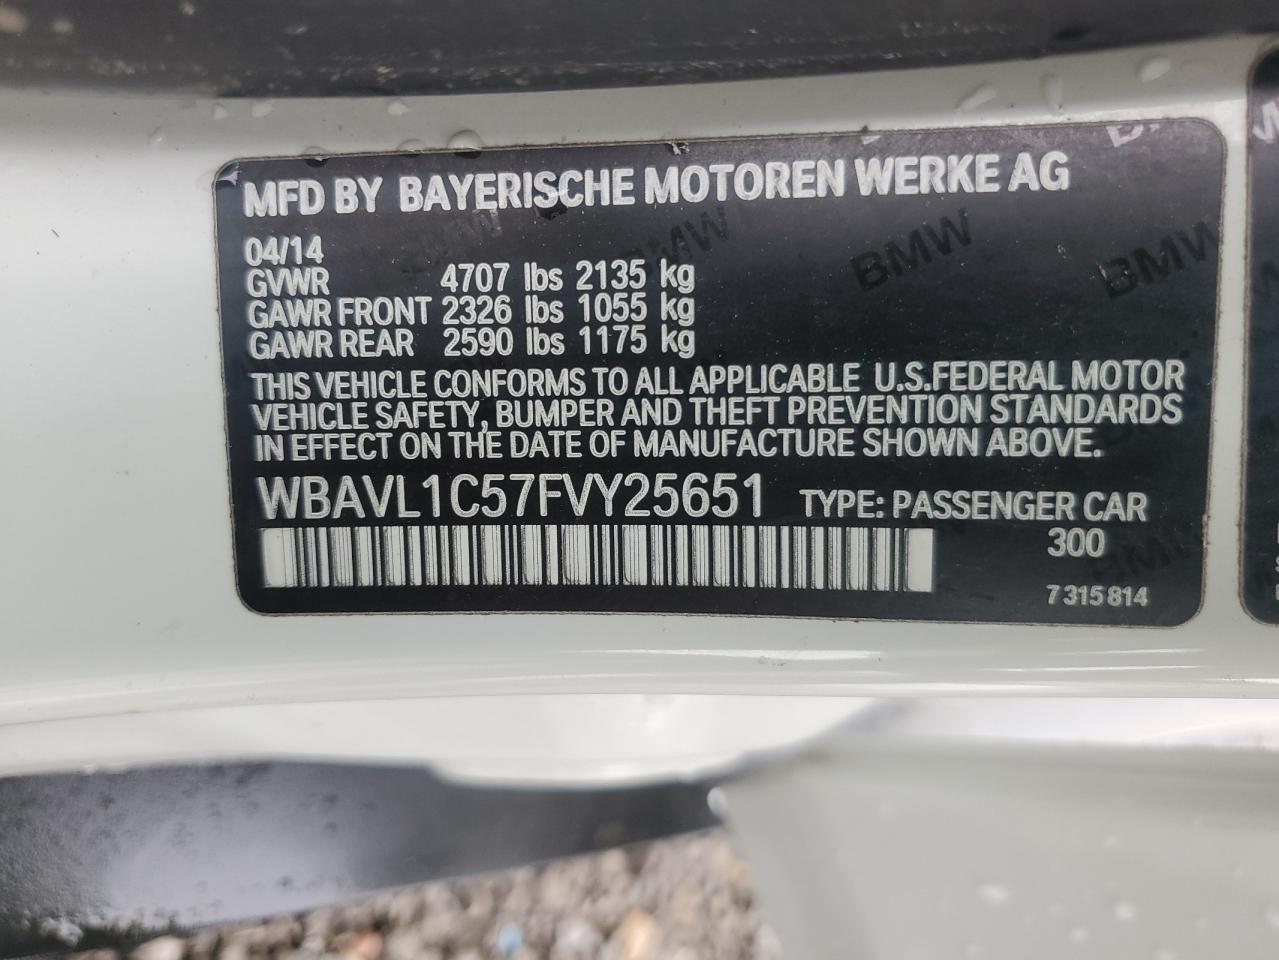 MFD BY BAYERISCHE MOTOREN WERKE AG
04/14
GVWR 4707 lbs 2135 kg
GAWR FRONT 2326 lbs 1055 kg
GAWR REAR 2590 lbs 1175 kg
THIS VEHICLE CONFORMS TO ALL APPLICABLE U.S.FEDERAL MOTOR
VEHICLE SAFETY, BUMPER AND THEFT PREVENTION STANDARDS
IN EFFECT ON THE DATE OF MANUFACTURE SHOWN ABOVE.
WBAVL1C57FVY25651 TYPE: PASSENGER CAR
300
7 315 814
BMW
BMW
BMW